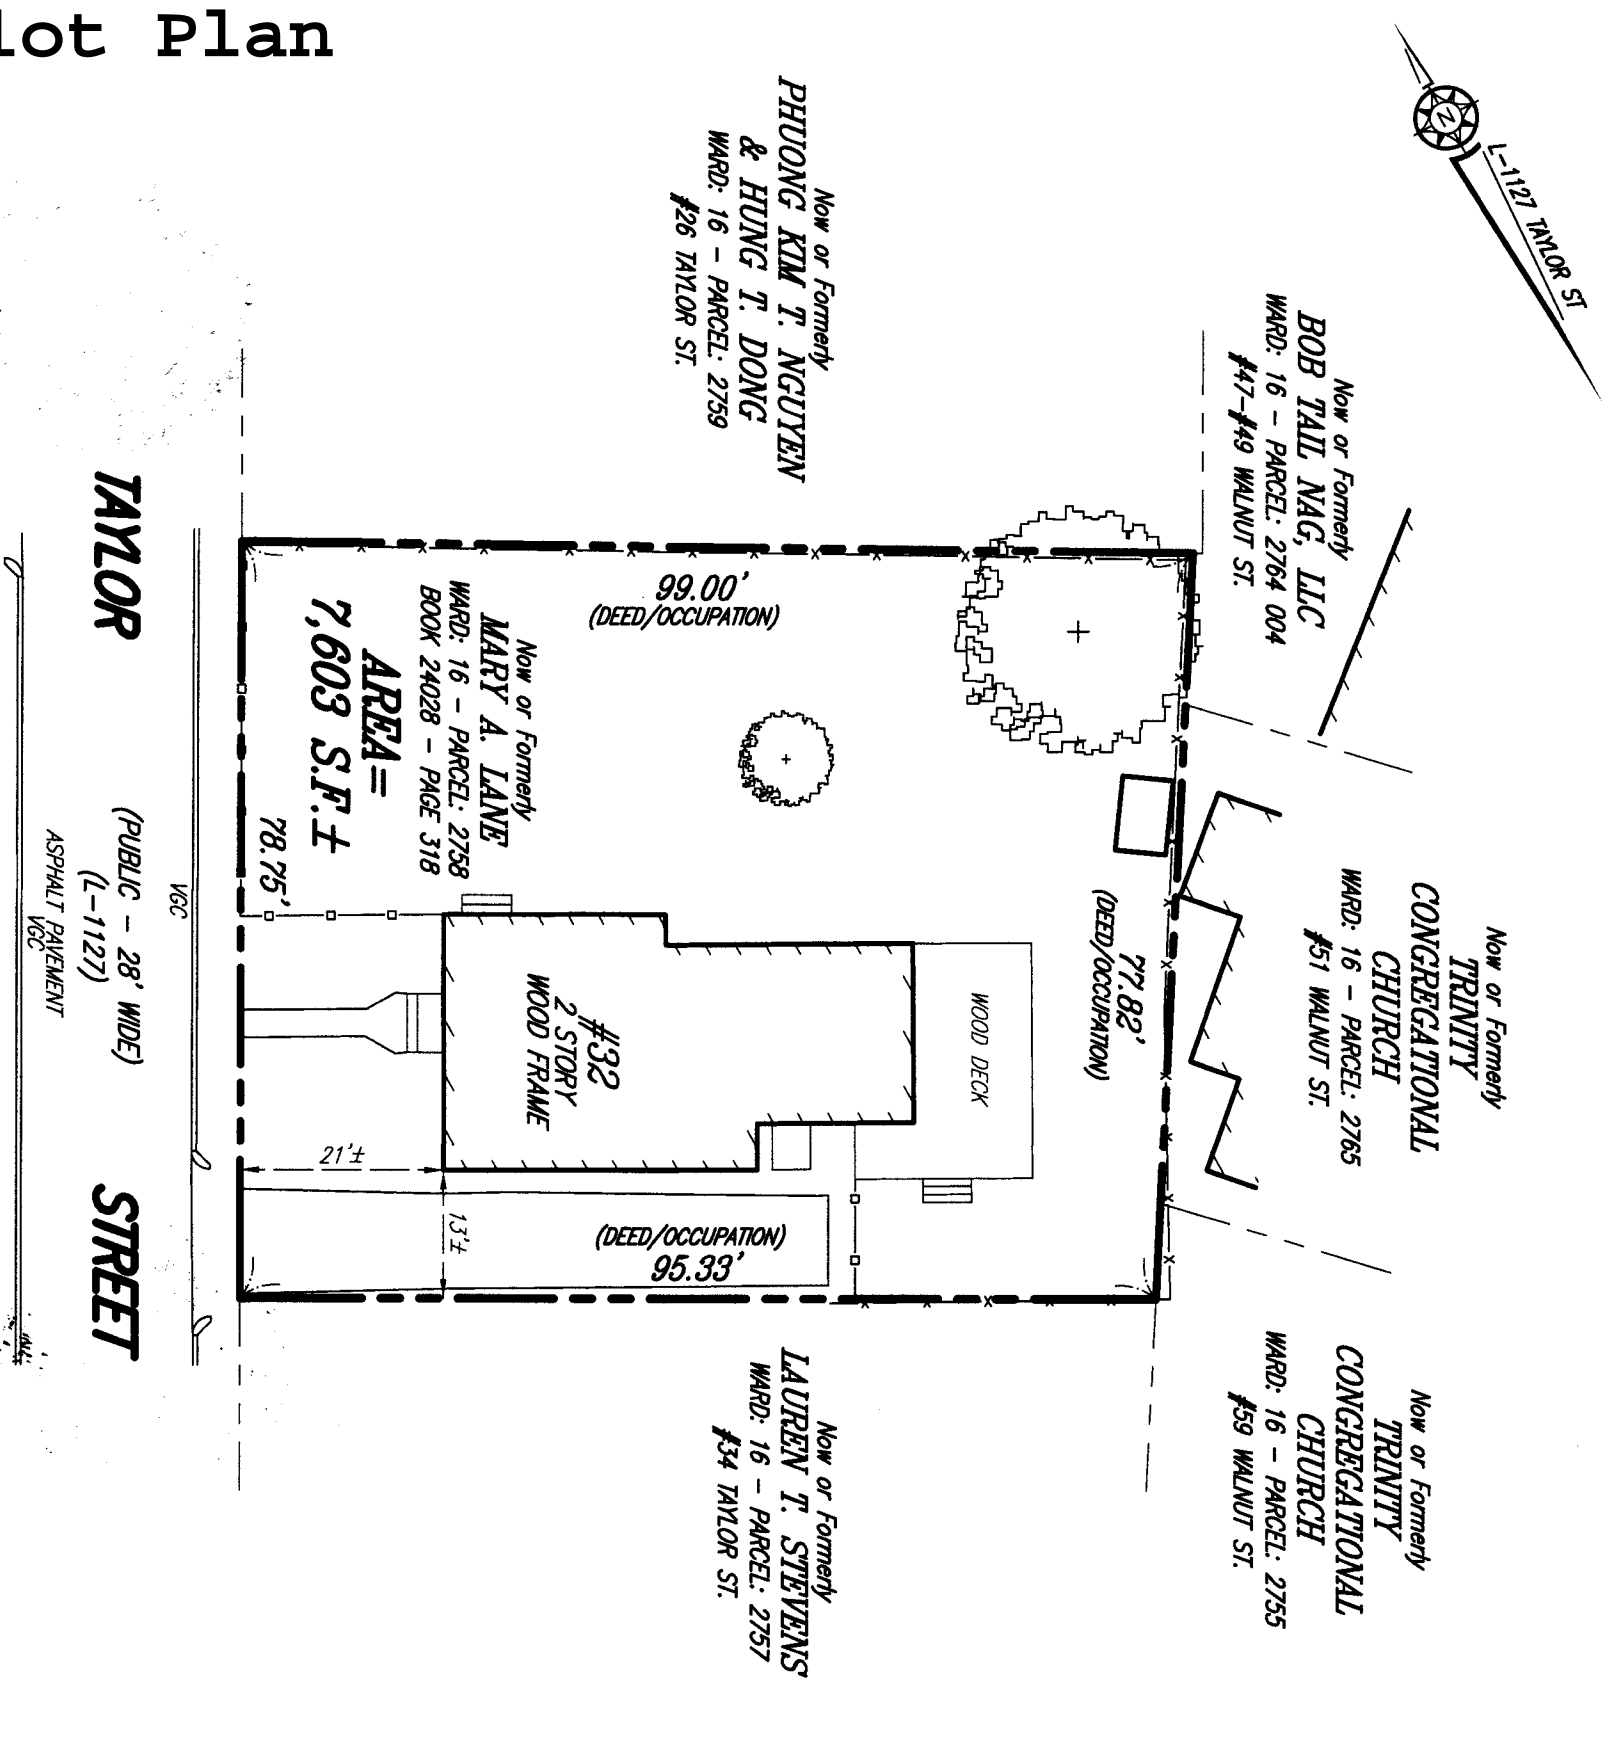 lot Plan
L-1127 TAYLOR ST
N
Now or Formerly
PHUONG KIM T. NGUYEN
& HUNG T. DONG
WARD: 16 - PARCEL: 2759
#26 TAYLOR ST.
Now or Formerly
BOB TAIL NAG, LLC
WARD: 16 - PARCEL: 2764 004
#47-#49 WALNUT ST.
Now or Formerly
TRINITY
CONGREGATIONAL
CHURCH
WARD: 16 - PARCEL: 2765
#51 WALNUT ST.
Now or Formerly
TRINITY
CONGREGATIONAL
CHURCH
WARD: 16 - PARCEL: 2755
#59 WALNUT ST.
Now or Formerly
LAUREN T. STEVENS
WARD: 16 - PARCEL: 2757
#34 TAYLOR ST.
99.00'
(DEED/OCCUPATION)
Now or Formerly
MARY A. LANE
WARD: 16 - PARCEL: 2758
BOOK 24028 - PAGE 318
AREA=
7,603 S.F.±
78.75'
77.82'
(DEED/OCCUPATION)
WOOD DECK
#32
2 STORY
WOOD FRAME
21'±
13'±
(DEED/OCCUPATION)
95.33'
TAYLOR STREET
VGC
(PUBLIC - 28' WIDE)
(L-1127)
ASPHALT PAVEMENT
VGC